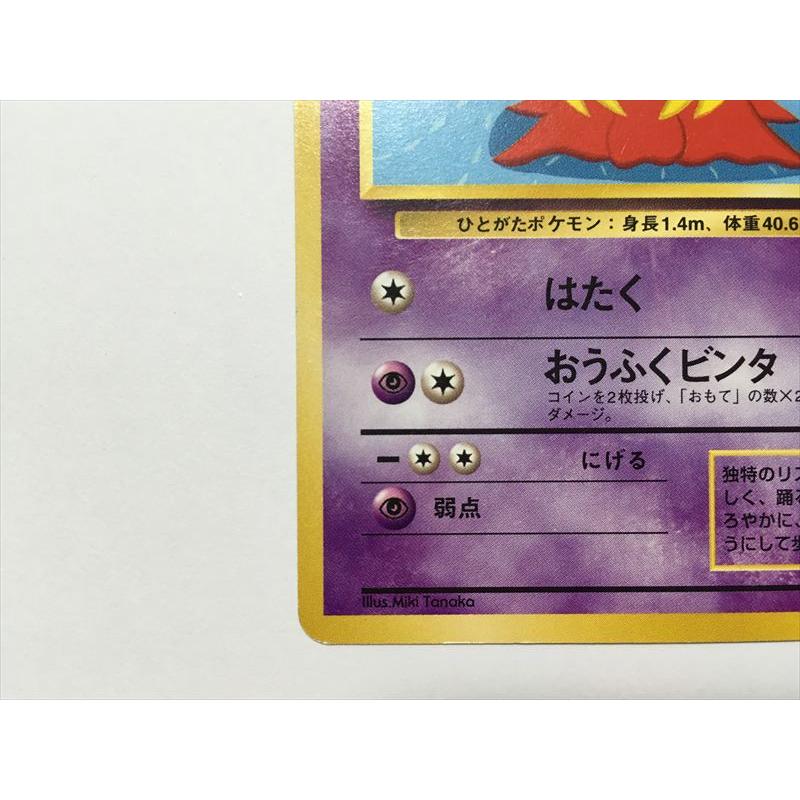 ひとがたポケモン：身長1.4m、体重40.6
はたく
おうふくビンタ
コインを2枚投げ、「おもて」の数×2
ダメージ。
にげる
弱点
独特のリズ
しく、踊る
ろやかに、
うにして歩
Illus.Miki Tanaka